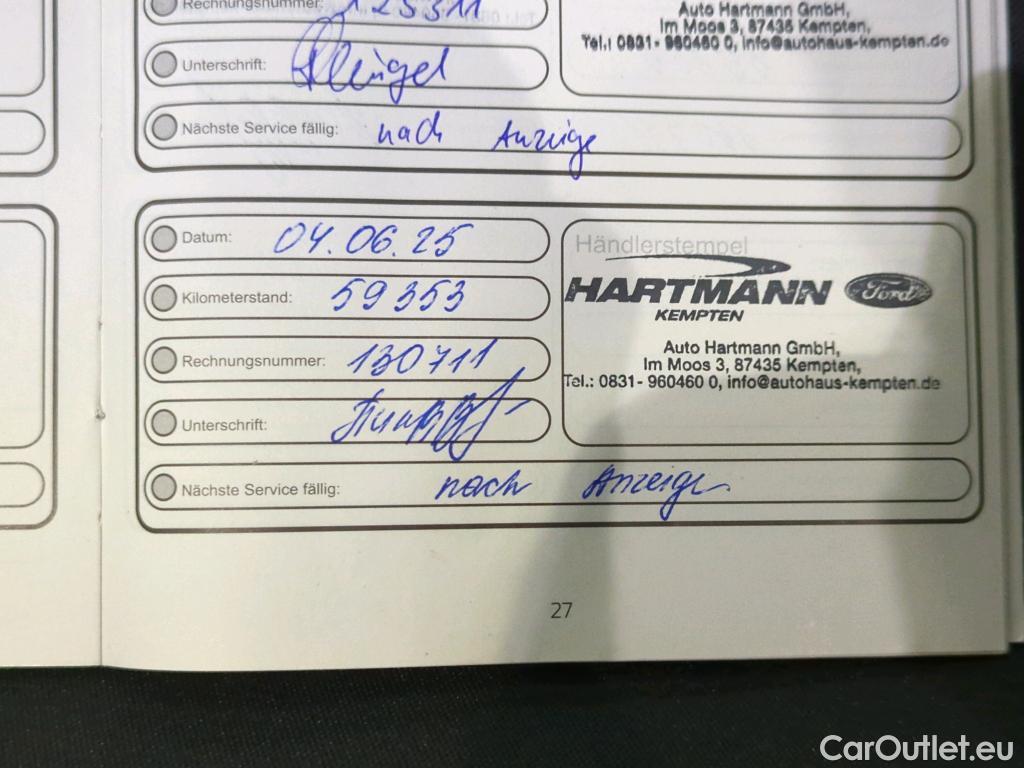 Rechnungsnummer:
Auto Hartmann GmbH,
Im Moos 3, 87435 Kempten,
Tel.: 0831- 960460 0, info@autohaus-kempten.de
Unterschrift:
Nächste Service fällig: nach Anzeige
Datum: 04.06.25
Händlerstempel
HARTMANN Ford
KEMPTEN
Kilometerstand: 59353
Auto Hartmann GmbH,
Im Moos 3, 87435 Kempten,
Tel.: 0831- 960460 0, info@autohaus-kempten.de
Rechnungsnummer: 130711
Unterschrift:
Nächste Service fällig: nach Anzeige
27
CarOutlet.eu